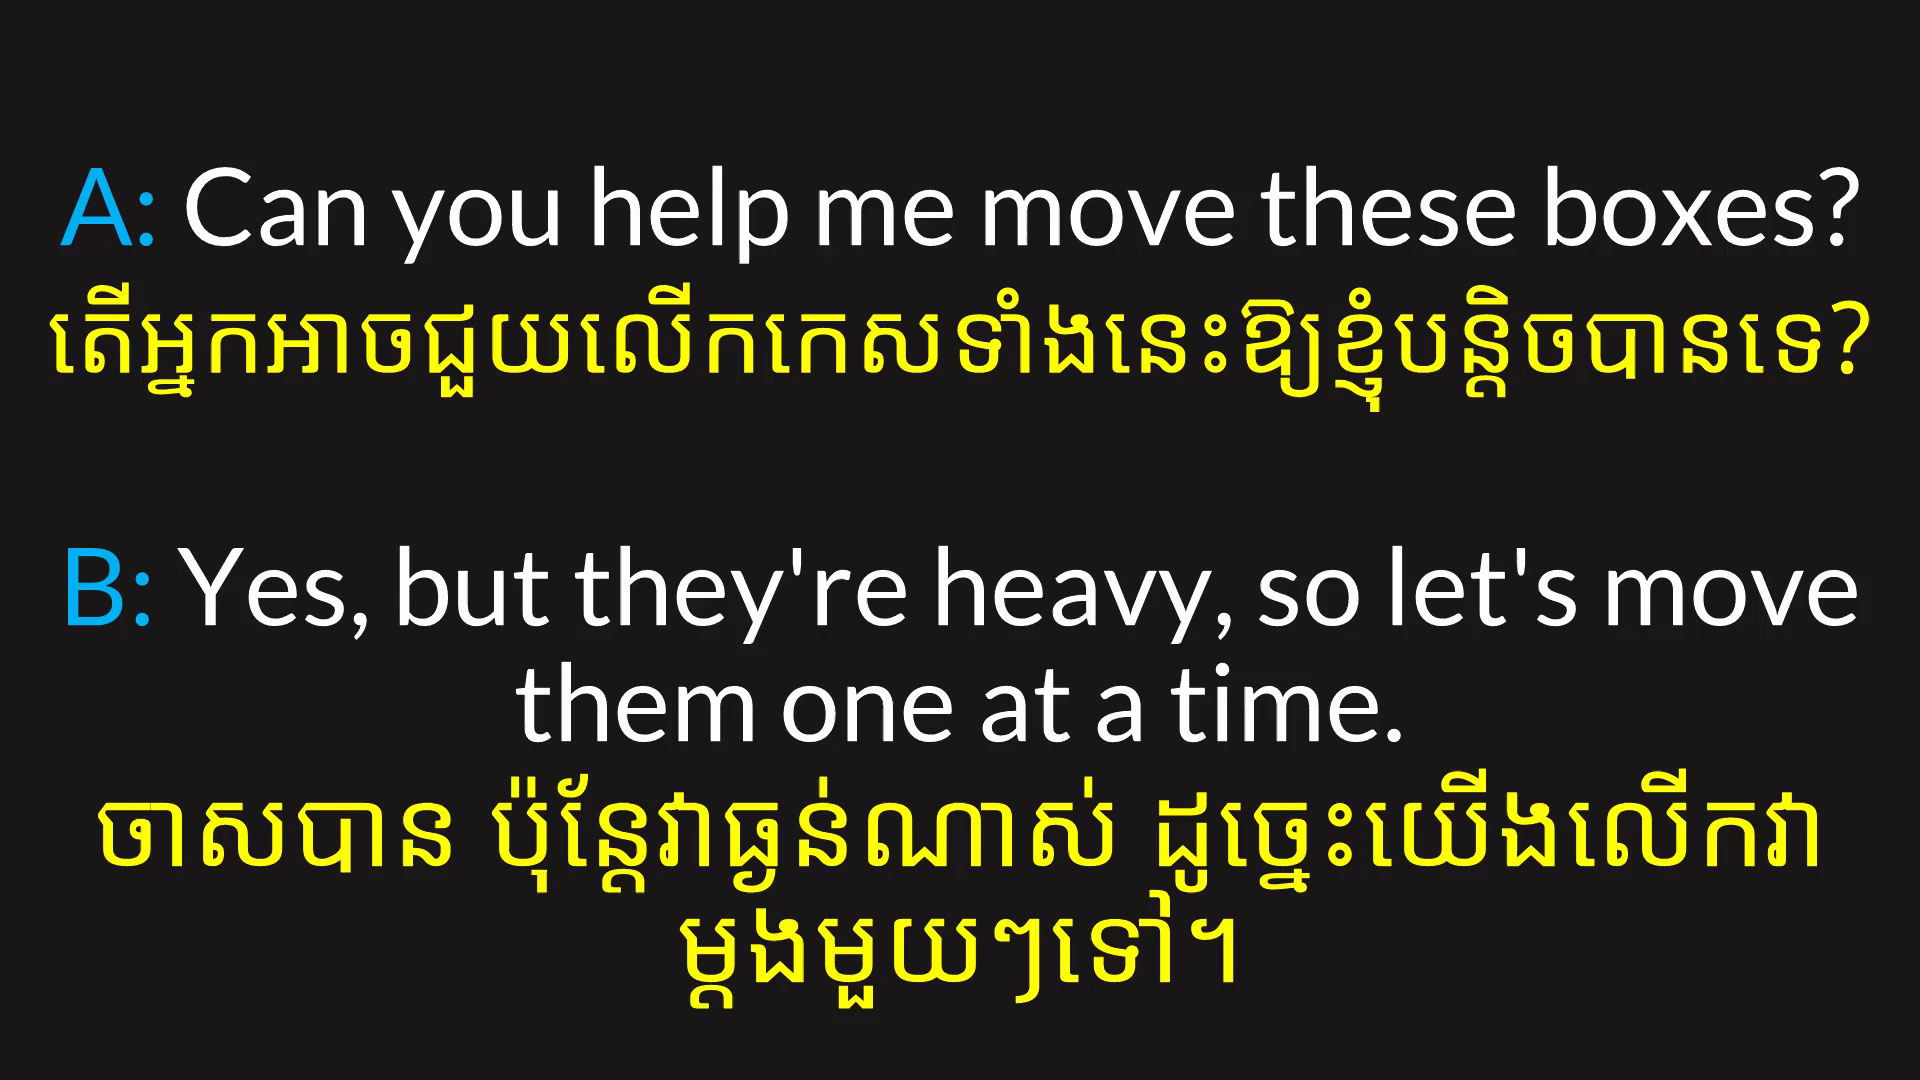 A: Can you help me move these boxes?
តើអ្នកអាចជួយលើកកេសទាំងនេះឱ្យខ្ញុំបន្តិចបានទេ?
B: Yes, but they're heavy, so let's move
them one at a time.
ចាសបាន ប៉ុន្តែវាធ្ងន់ណាស់ ដូច្នេះយើងលើកវា
ម្តងមួយៗទៅ។